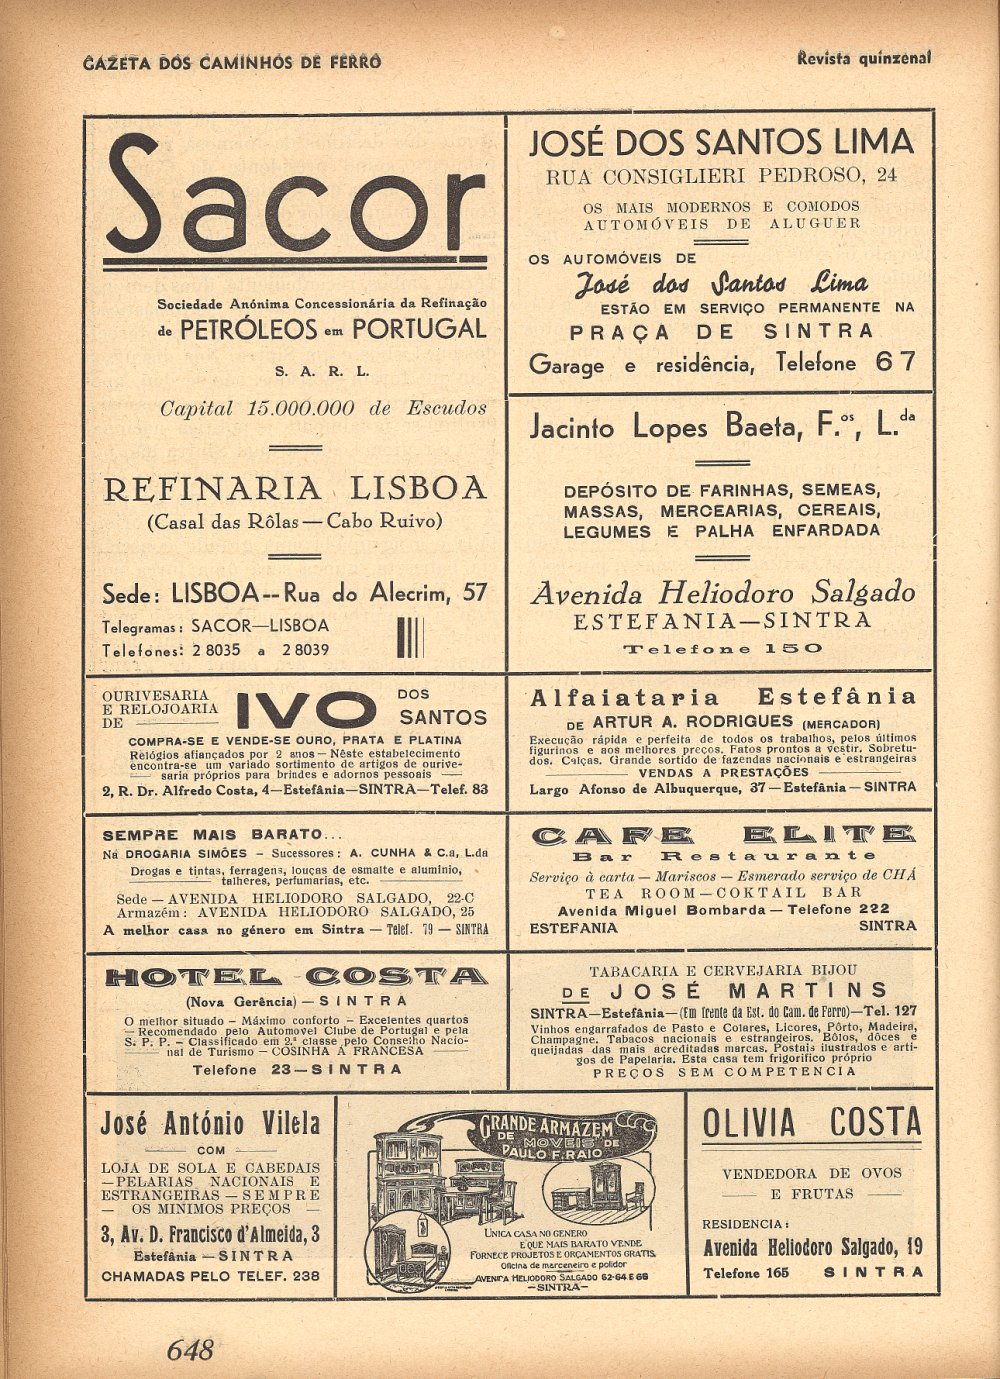 GAZETA DOS CAMINHOS DE FERRO
Revista quinzenal
Sacor
Sociedade Anónima Concessionária da Refinação
de PETRÓLEOS em PORTUGAL
S. A. R. L.
Capital 15.000.000 de Escudos
REFINARIA LISBOA
(Casal das Rôlas — Cabo Ruivo)
Sede: LISBOA -- Rua do Alecrim, 57
Telegramas: SACOR—LISBOA
Telefones: 2 8035 a 2 8039
JOSÉ DOS SANTOS LIMA
RUA CONSIGLIERI PEDROSO, 24
OS MAIS MODERNOS E COMODOS
AUTOMÓVEIS DE ALUGUER
OS AUTOMÓVEIS DE
José dos Santos Lima
ESTÃO EM SERVIÇO PERMANENTE NA
PRAÇA DE SINTRA
Garage e residência, Telefone 67
Jacinto Lopes Baeta, F.os, L.da
DEPÓSITO DE FARINHAS, SEMEAS,
MASSAS, MERCEARIAS, CEREAIS,
LEGUMES E PALHA ENFARDADA
Avenida Heliodoro Salgado
ESTEFANIA—SINTRA
Telefone 150
OURIVESARIA
E RELOJOARIA
DE
IVO
DOS
SANTOS
COMPRA-SE E VENDE-SE OURO, PRATA E PLATINA
Relógios afiançados por 2 anos — Nêste estabelecimento
encontra-se um variado sortimento de artigos de ourive-
saria próprios para brindes e adornos pessoais
2, R. Dr. Alfredo Costa, 4—Estefânia—SINTRA—Telef. 83
Alfaiataria Estefânia
DE ARTUR A. RODRIGUES (MERCADOR)
Execução rápida e perfeita de todos os trabalhos, pelos últimos
figurinos e aos melhores preços. Fatos prontos a vestir. Sobretu-
dos. Calças. Grande sortido de fazendas nacionais e estrangeiras
VENDAS A PRESTAÇÕES
Largo Afonso de Albuquerque, 37—Estefânia—SINTRA
SEMPRE MAIS BARATO...
Na DROGARIA SIMÕES – Sucessores: A. CUNHA & C.a, L.da
Drogas e tintas, ferragens, louças de esmalte e alumínio,
talheres, perfumarias, etc.
Sede—AVENIDA HELIODORO SALGADO, 22-C
Armazém: AVENIDA HELIODORO SALGADO, 25
A melhor casa no género em Sintra — Telef. 79 — SINTRA
CAFE ELITE
Bar Restaurante
Serviço à carta — Mariscos — Esmerado serviço de CHÁ
TEA ROOM—COKTAIL BAR
Avenida Miguel Bombarda — Telefone 222
ESTEFANIA SINTRA
HOTEL COSTA
(Nova Gerência) — SINTRA
O melhor situado – Máximo conforto – Excelentes quartos
— Recomendado pelo Automovel Clube de Portugal e pela
S. P. P. – Classificado em 2.ª classe pelo Conselho Nacio-
nal de Turismo – COSINHA A FRANCESA
Telefone 23—SINTRA
TABACARIA E CERVEJARIA BIJOU
DE JOSÉ MARTINS
SINTRA—Estefânia—(Em frente da Est. do Cam. de Ferro)—Tel. 127
Vinhos engarrafados de Pasto e Colares, Licores, Pôrto, Madeira,
Champagne. Tabacos nacionais e estrangeiros. Bôlos, dôces e
queijadas das mais acreditadas marcas. Postais ilustrados e arti-
gos de Papelaria. Esta casa tem frigorifico próprio
PREÇOS SEM COMPETENCIA
José António Vilela
COM
LOJA DE SOLA E CABEDAIS
—PELARIAS NACIONAIS E
ESTRANGEIRAS — SEMPRE
OS MINIMOS PREÇOS
3, Av. D. Francisco d'Almeida, 3
Estefânia — SINTRA
CHAMADAS PELO TELEF. 238
GRANDE ARMAZEM
DE MOVEIS DE
PAULO F. RAIO
UNICA CASA NO GENERO
E QUE MAIS BARATO VENDE
FORNECE PROJETOS E ORÇAMENTOS GRATIS.
Oficina de marceneiro e polidor
AVENIDA HELIODORO SALGADO 62-64 E 66
—SINTRA—
OLIVIA COSTA
VENDEDORA DE OVOS
E FRUTAS
RESIDENCIA:
Avenida Heliodoro Salgado, 19
Telefone 165 SINTRA
648